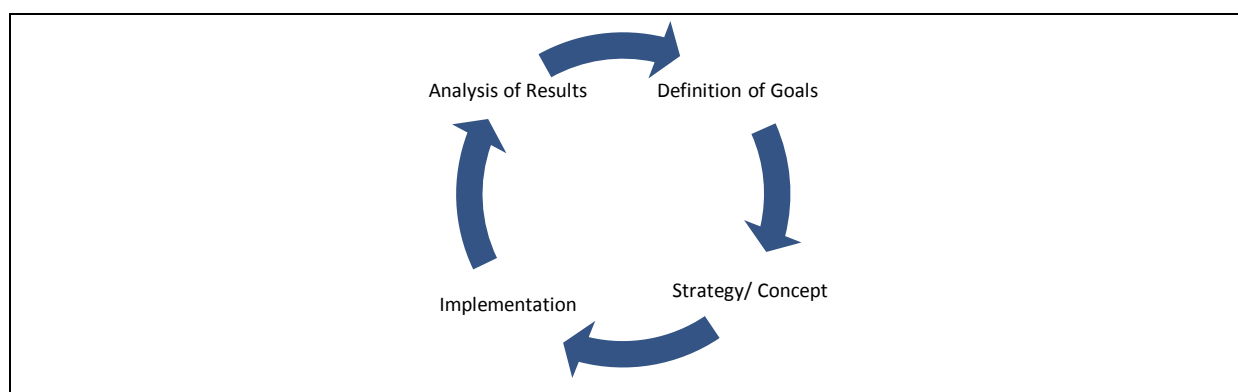 Analysis of Results
Definition of Goals
Strategy/ Concept
Implementation